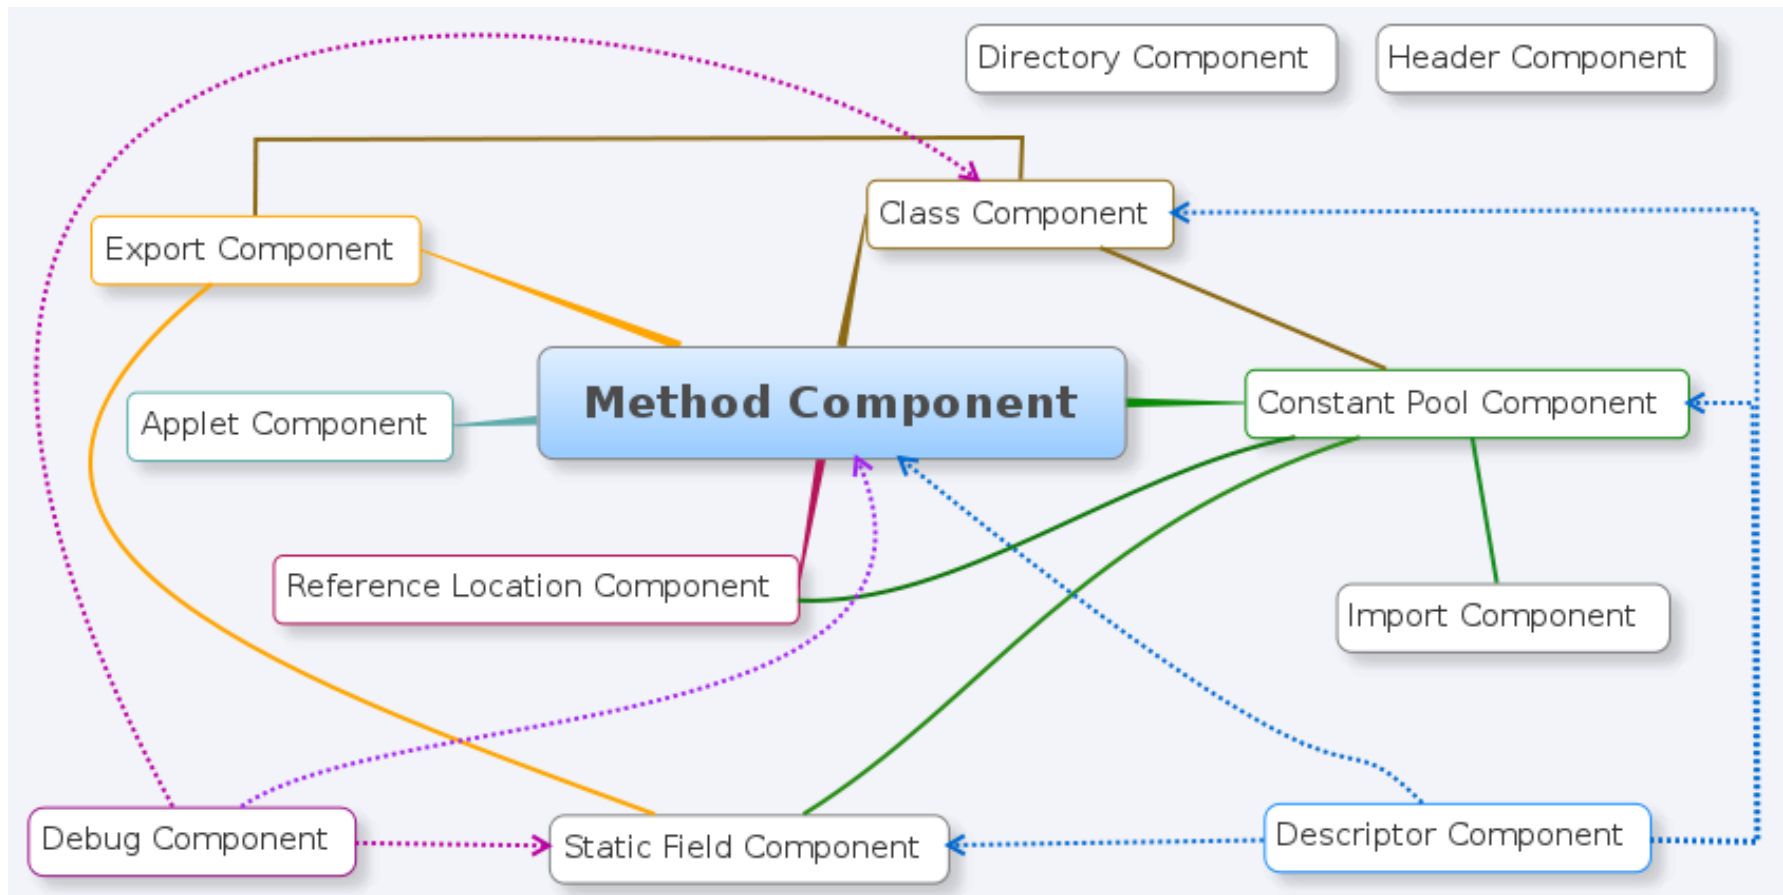 Directory Component
Header Component
Class Component
Export Component
Method Component
Constant Pool Component
Applet Component
Reference Location Component
Import Component
Debug Component
Static Field Component
Descriptor Component